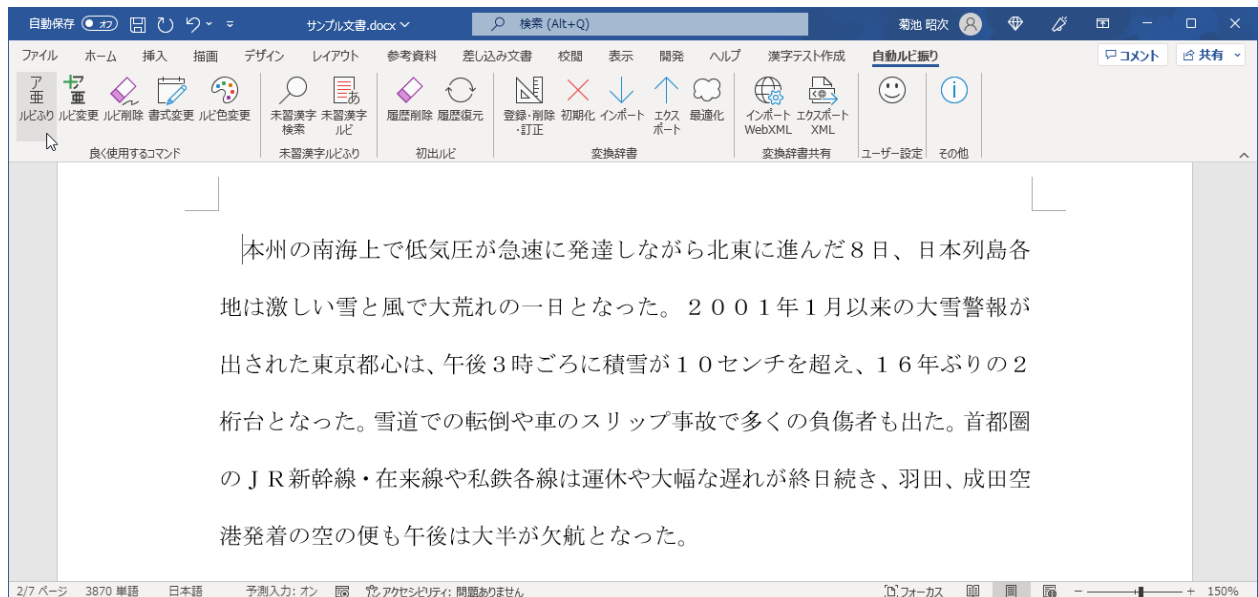 自動保存 オフ サンプル文書.docx 検索 (Alt+Q) 菊池 昭次
ファイル ホーム 挿入 描画 デザイン レイアウト 参考資料 差し込み文書 校閲 表示 開発 ヘルプ 漢字テスト作成 自動ルビ振り コメント 共有
ア亜 亜
ルビふり ルビ変更 ルビ削除 書式変更 ルビ色変更 未習漢字検索 未習漢字ルビ 履歴削除 履歴復元 登録・削除・訂正 初期化 インポート エクスポート 最適化 インポート WebXML エクスポート XML
良く使用するコマンド 未習漢字ルビふり 初出ルビ 変換辞書 変換辞書共有 ユーザー設定 その他
本州の南海上で低気圧が急速に発達しながら北東に進んだ8日、日本列島各
地は激しい雪と風で大荒れの一日となった。2001年1月以来の大雪警報が
出された東京都心は、午後3時ごろに積雪が10センチを超え、16年ぶりの2
桁台となった。雪道での転倒や車のスリップ事故で多くの負傷者も出た。首都圏
のJR新幹線・在来線や私鉄各線は運休や大幅な遅れが終日続き、羽田、成田空
港発着の空の便も午後は大半が欠航となった。
2/7 ページ 3870 単語 日本語 予測入力: オン アクセシビリティ: 問題ありません フォーカス 150%